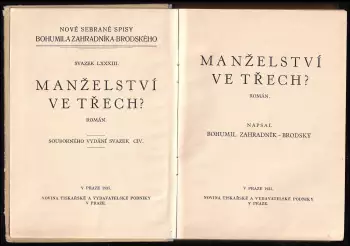 NOVÉ SEBRANÉ SPISY
BOHUMILA ZAHRADNÍKA-BRODSKÉHO
SVAZEK LXXXIII.
MANŽELSTVÍ
VE TŘECH?
ROMÁN.
SOUBORNÉHO VYDÁNÍ SVAZEK CIV.
V PRAZE 1931.
NOVINA TISKAŘSKÉ A VYDAVATELSKÉ PODNIKY
V PRAZE.
MANŽELSTVÍ
VE TŘECH?
ROMÁN.
NAPSAL
BOHUMIL ZAHRADNÍK-BRODSKÝ
V PRAZE 1931.
NOVINA TISKAŘSKÉ A VYDAVATELSKÉ PODNIKY
V PRAZE.